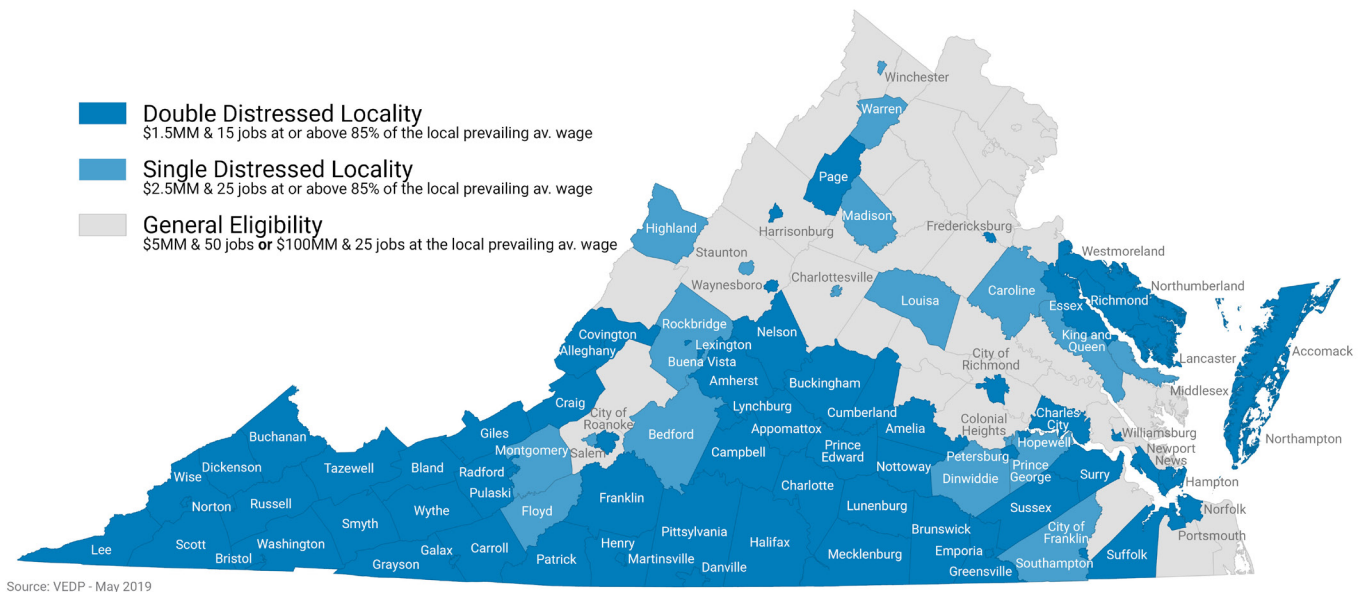 Double Distressed Locality
$1.5MM & 15 jobs at or above 85% of the local prevailing av. wage
Single Distressed Locality
$2.5MM & 25 jobs at or above 85% of the local prevailing av. wage
General Eligibility
$5MM & 50 jobs or $100MM & 25 jobs at the local prevailing av. wage
Winchester
Warren
Page
Madison
Highland
Harrisonburg
Fredericksburg
Staunton
Westmoreland
Waynesboro
Charlottesville
Northumberland
Caroline
Louisa
Essex
Richmond
Rockbridge
Nelson
Covington
King and
Queen
Lexington
Alleghany
Accomack
City of
Richmond
Lancaster
Buena Vista
Amherst
Buckingham
Middlesex
Craig
Lynchburg
Cumberland
City of
Roanoke
Colonial
Heights
Charles
City
Appomattox
Amelia
Giles
Bedford
Williamsburg
Buchanan
Northampton
Hopewell
Prince
Edward
Montgomery
Salem
Campbell
Petersburg
Newport
News
Dickenson
Tazewell
Bland
Radford
Nottoway
Prince
George
Wise
Dinwiddie
Surry
Hampton
Charlotte
Pulaski
Franklin
Norton
Russell
Wythe
Floyd
Lunenburg
Sussex
Norfolk
Smyth
Pittsylvania
Brunswick
City of
Franklin
Portsmouth
Lee
Scott
Washington
Henry
Halifax
Galax
Carroll
Mecklenburg
Emporia
Suffolk
Bristol
Patrick
Martinsville
Grayson
Danville
Greensville
Southampton
Source: VEDP - May 2019